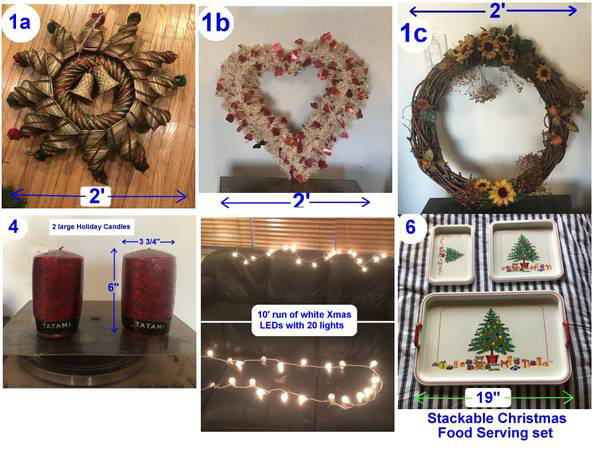 1a
2'
1b
2'
1c
2'
4
2 large Holiday Candles
3 3/4"
6"
TATAMI
TATAMI
10' run of white Xmas
LEDs with 20 lights
6
19"
Stackable Christmas
Food Serving set